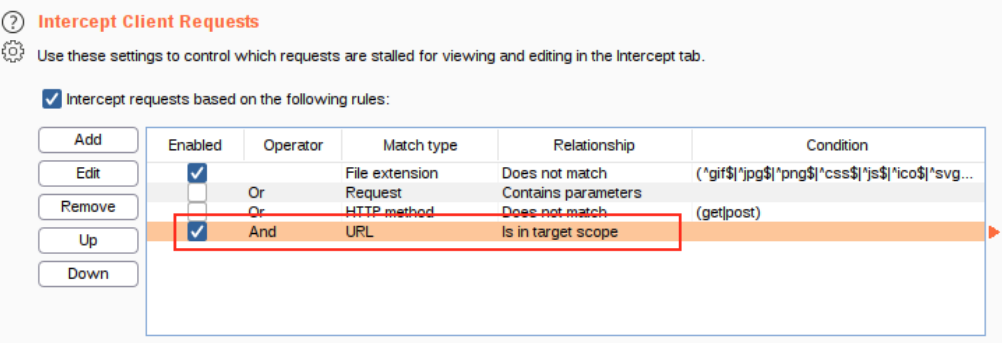 Intercept Client Requests
Use these settings to control which requests are stalled for viewing and editing in the Intercept tab.
Intercept requests based on the following rules:
Add
Edit
Remove
Up
Down
Enabled Operator Match type Relationship Condition
File extension Does not match (^gif$|^jpg$|^png$|^css$|^js$|^ico$|^svg...
Or Request Contains parameters
Or HTTP method Does not match (get|post)
And URL Is in target scope